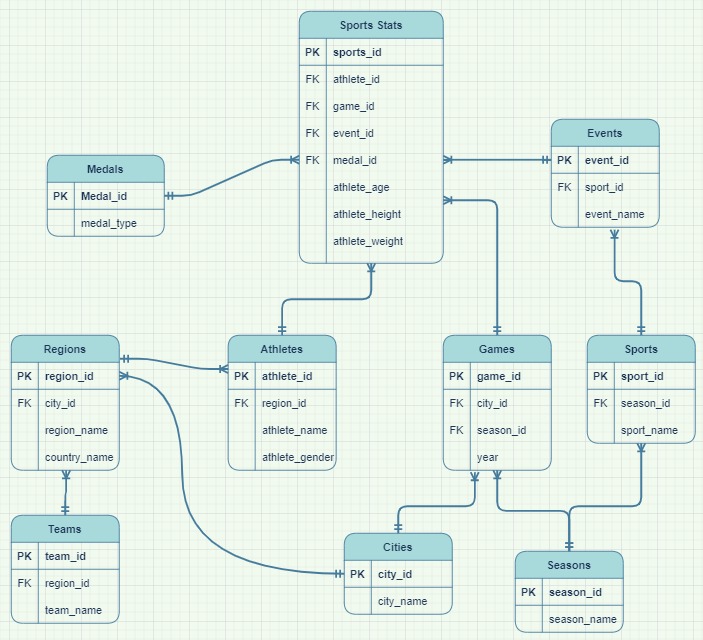 Sports Stats
PK sports_id
FK athlete_id
FK game_id
FK event_id
FK medal_id
athlete_age
athlete_height
athlete_weight
Events
PK event_id
FK sport_id
event_name
Medals
PK Medal_id
medal_type
Regions
PK region_id
FK city_id
region_name
country_name
Athletes
PK athlete_id
FK region_id
athlete_name
athlete_gender
Games
PK game_id
FK city_id
FK season_id
year
Sports
PK sport_id
FK season_id
sport_name
Teams
PK team_id
FK region_id
team_name
Cities
PK city_id
city_name
Seasons
PK season_id
season_name